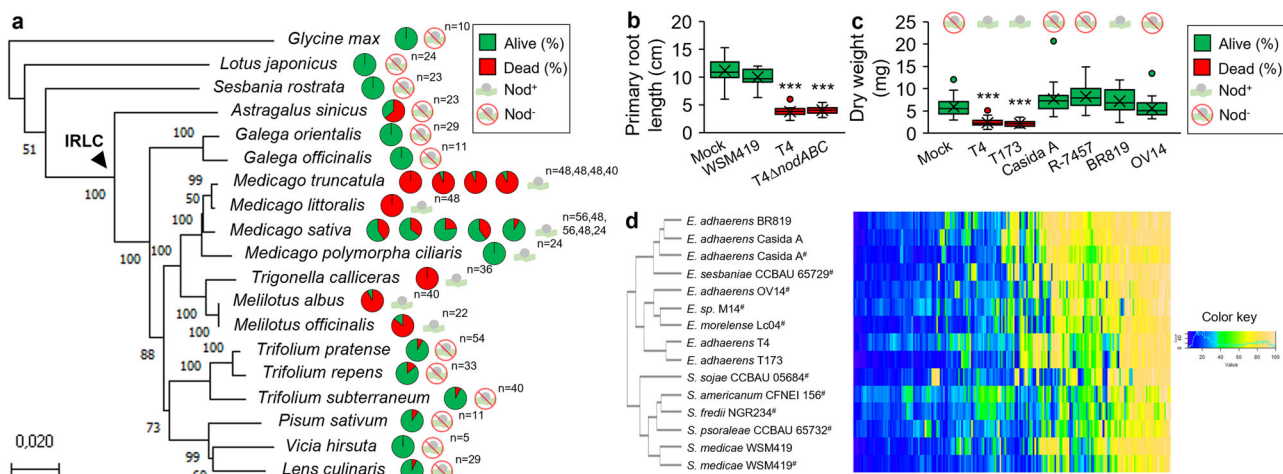 a
Glycine max n=10
Lotus japonicus n=24
Sesbania rostrata n=23
Astragalus sinicus n=23
Galega orientalis n=29
Galega officinalis n=11
Medicago truncatula n=48,48,48,40
Medicago littoralis n=48
Medicago sativa n=56,48,
56,48,24
Medicago polymorpha ciliaris n=24
Trigonella calliceras n=36
Melilotus albus n=40
Melilotus officinalis n=22
Trifolium pratense n=54
Trifolium repens n=33
Trifolium subterraneum n=40
Pisum sativum n=11
Vicia hirsuta n=5
Lens culinaris n=29
IRLC
51
100
100
99
50
100
100
100
100
100
88
100
100
73
99
0,020
Alive (%)
Dead (%)
Nod⁺
Nod⁻
b
Primary root length (cm)
20
15
10
5
0
*** ***
Mock
WSM419
T4
T4ΔnodABC
c
Dry weight (mg)
25
20
15
10
5
0
*** ***
Mock
T4
T173
Casida A
R-7457
BR819
OV14
Alive (%)
Dead (%)
Nod⁺
Nod⁻
d
E. adhaerens BR819
E. adhaerens Casida A
E. adhaerens Casida A#
E. sesbaniae CCBAU 65729#
E. adhaerens OV14#
E. sp. M14#
E. morelense Lc04#
E. adhaerens T4
E. adhaerens T173
S. sojae CCBAU 05684#
S. americanum CFNEI 156#
S. fredii NGR234#
S. psoraleae CCBAU 65732#
S. medicae WSM419
S. medicae WSM419#
Color key
0 20 40 60 80 100
Value